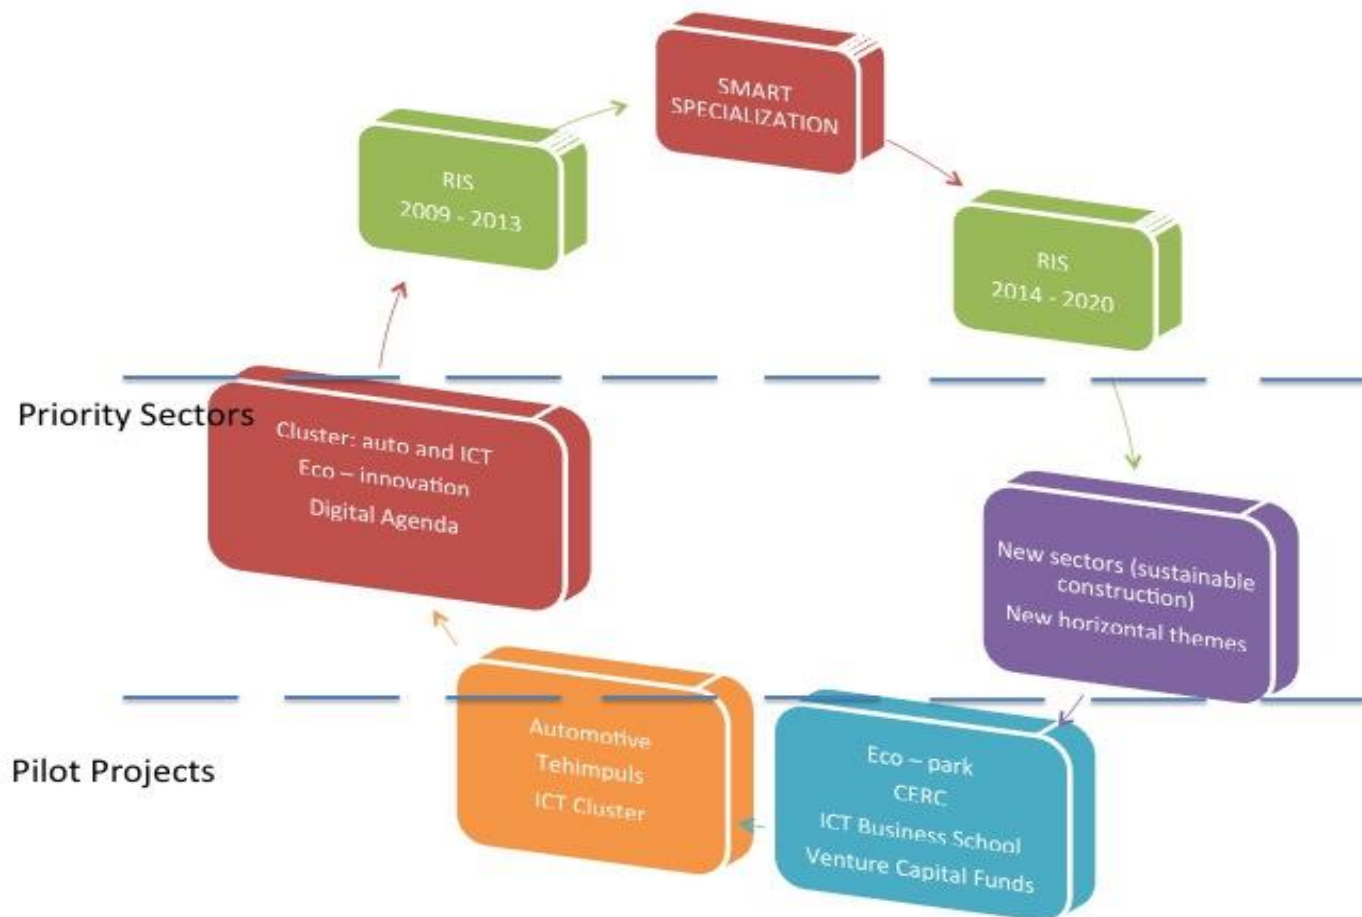 SMART
SPECIALIZATION
RIS
2009 - 2013
RIS
2014 - 2020
Priority Sectors
Cluster: auto and ICT
Eco – innovation
Digital Agenda
New sectors (sustainable
construction)
New horizontal themes
Pilot Projects
Automotive
Tehimpuls
ICT Cluster
Eco – park
CERC
ICT Business School
Venture Capital Funds